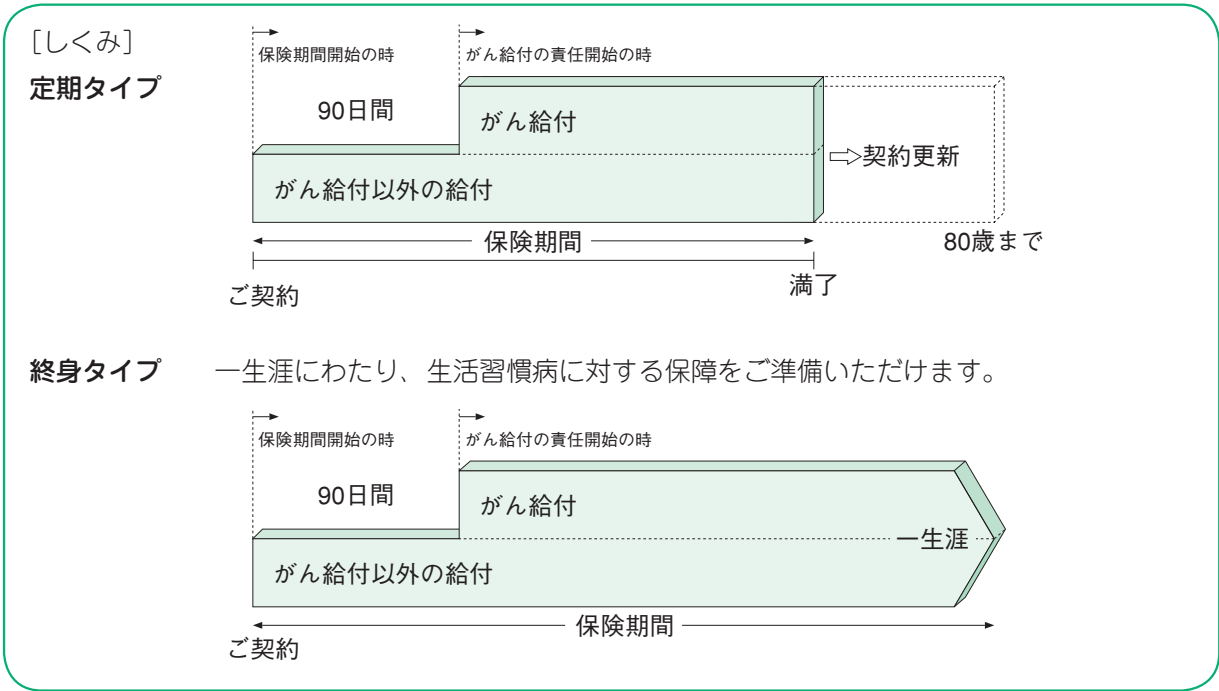 ［しくみ］
定期タイプ
保険期間開始の時
がん給付の責任開始の時
90日間
がん給付
契約更新
がん給付以外の給付
保険期間
80歳まで
ご契約
満了
終身タイプ
一生涯にわたり、生活習慣病に対する保障をご準備いただけます。
保険期間開始の時
がん給付の責任開始の時
90日間
がん給付
一生涯
がん給付以外の給付
保険期間
ご契約